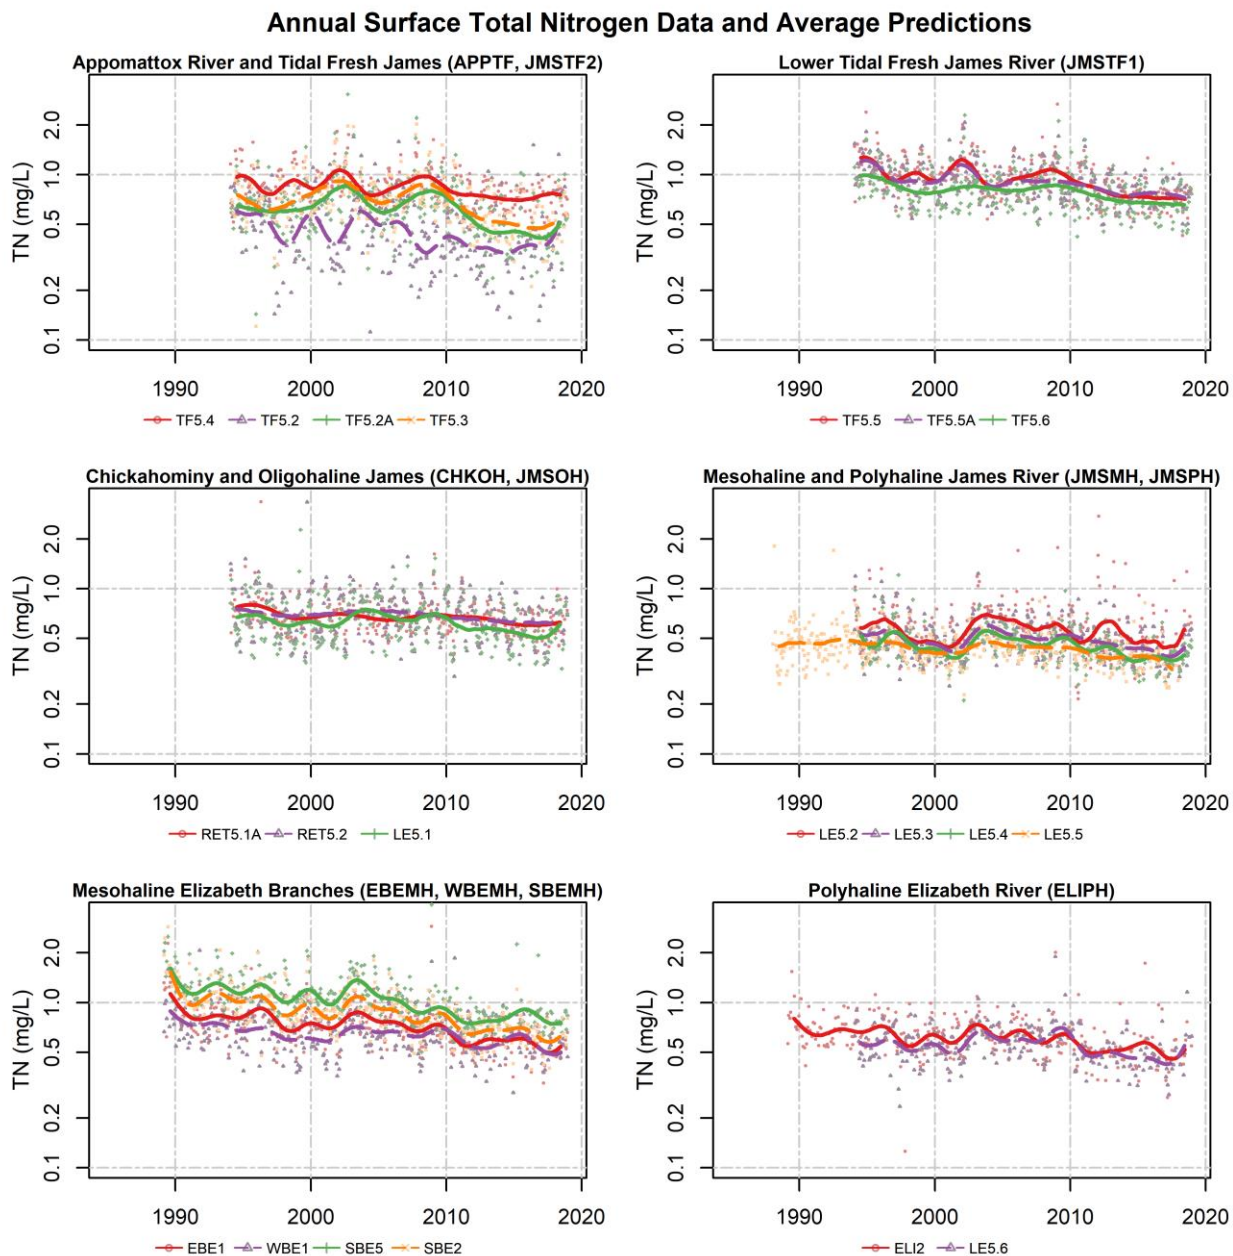 Annual Surface Total Nitrogen Data and Average Predictions
Appomattox River and Tidal Fresh James (APPTF, JMSTF2)
TN (mg/L)
2.0
1.0
0.5
0.2
0.1
1990 2000 2010 2020
TF5.4 TF5.2 TF5.2A TF5.3
Lower Tidal Fresh James River (JMSTF1)
TN (mg/L)
2.0
1.0
0.5
0.2
0.1
1990 2000 2010 2020
TF5.5 TF5.5A TF5.6
Chickahominy and Oligohaline James (CHKOH, JMSOH)
TN (mg/L)
2.0
1.0
0.5
0.2
0.1
1990 2000 2010 2020
RET5.1A RET5.2 LE5.1
Mesohaline and Polyhaline James River (JMSMH, JMSPH)
TN (mg/L)
2.0
1.0
0.5
0.2
0.1
1990 2000 2010 2020
LE5.2 LE5.3 LE5.4 LE5.5
Mesohaline Elizabeth Branches (EBEMH, WBEMH, SBEMH)
TN (mg/L)
2.0
1.0
0.5
0.2
0.1
1990 2000 2010 2020
EBE1 WBE1 SBE5 SBE2
Polyhaline Elizabeth River (ELIPH)
TN (mg/L)
2.0
1.0
0.5
0.2
0.1
1990 2000 2010 2020
ELI2 LE5.6